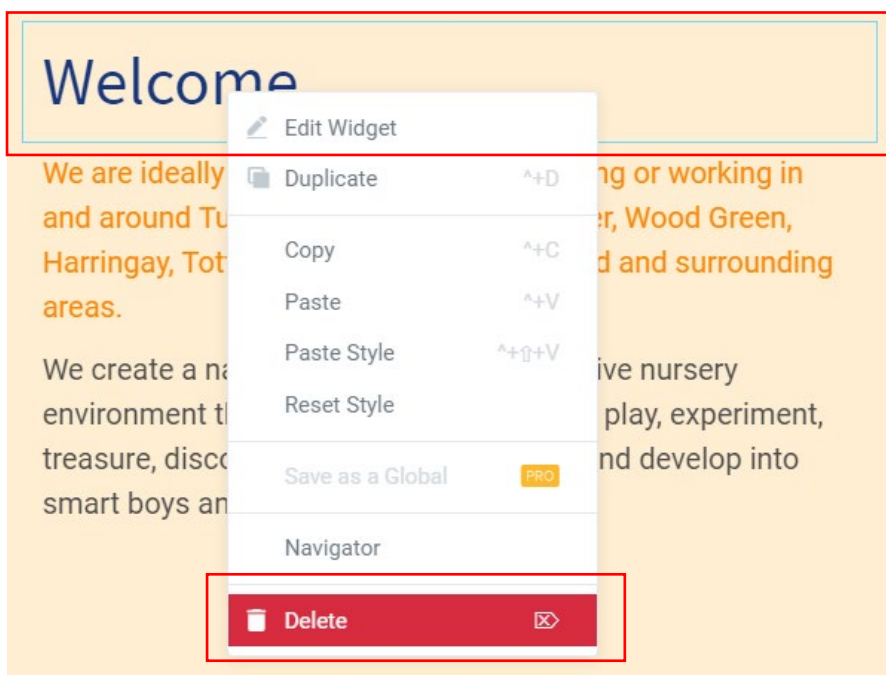 Welcome
Edit Widget
We are ideally
Duplicate ^+D
ng or working in
and around Tu
er, Wood Green,
Copy ^+C
Harringay, Tot
d and surrounding
Paste ^+V
areas.
Paste Style ^+⇧+V
We create a na
ive nursery
Reset Style
environment t
play, experiment,
treasure, disco
nd develop into
Save as a Global PRO
smart boys an
Navigator
Delete